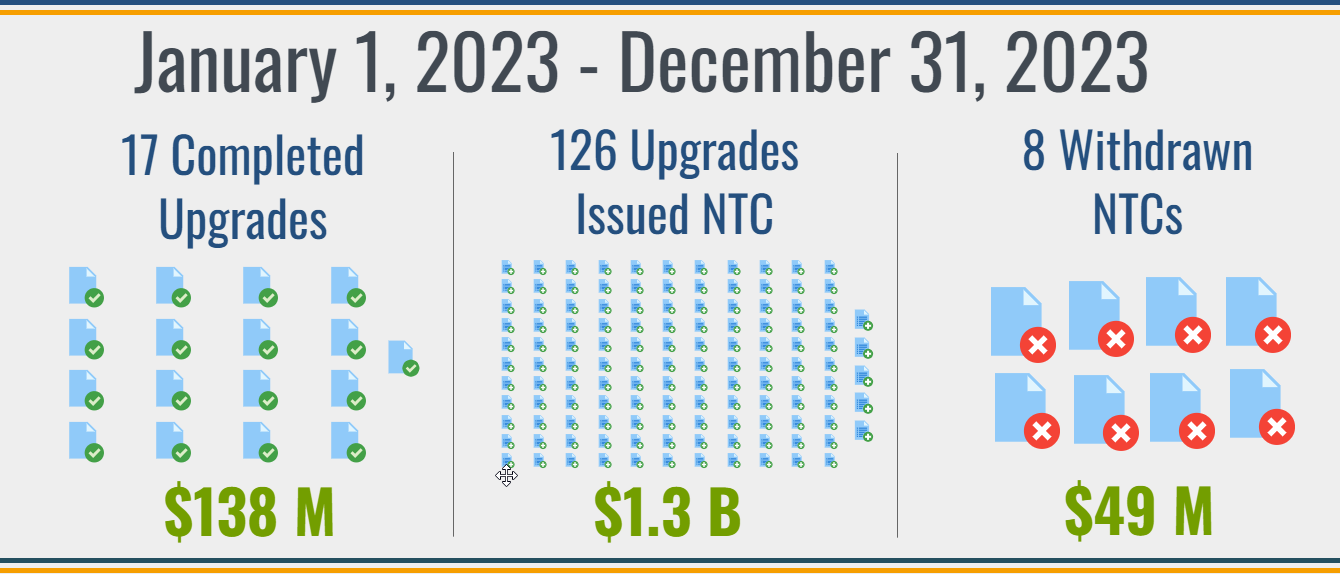 January 1, 2023 - December 31, 2023
17 Completed
Upgrades
$138 M
126 Upgrades
Issued NTC
$1.3 B
8 Withdrawn
NTCs
$49 M